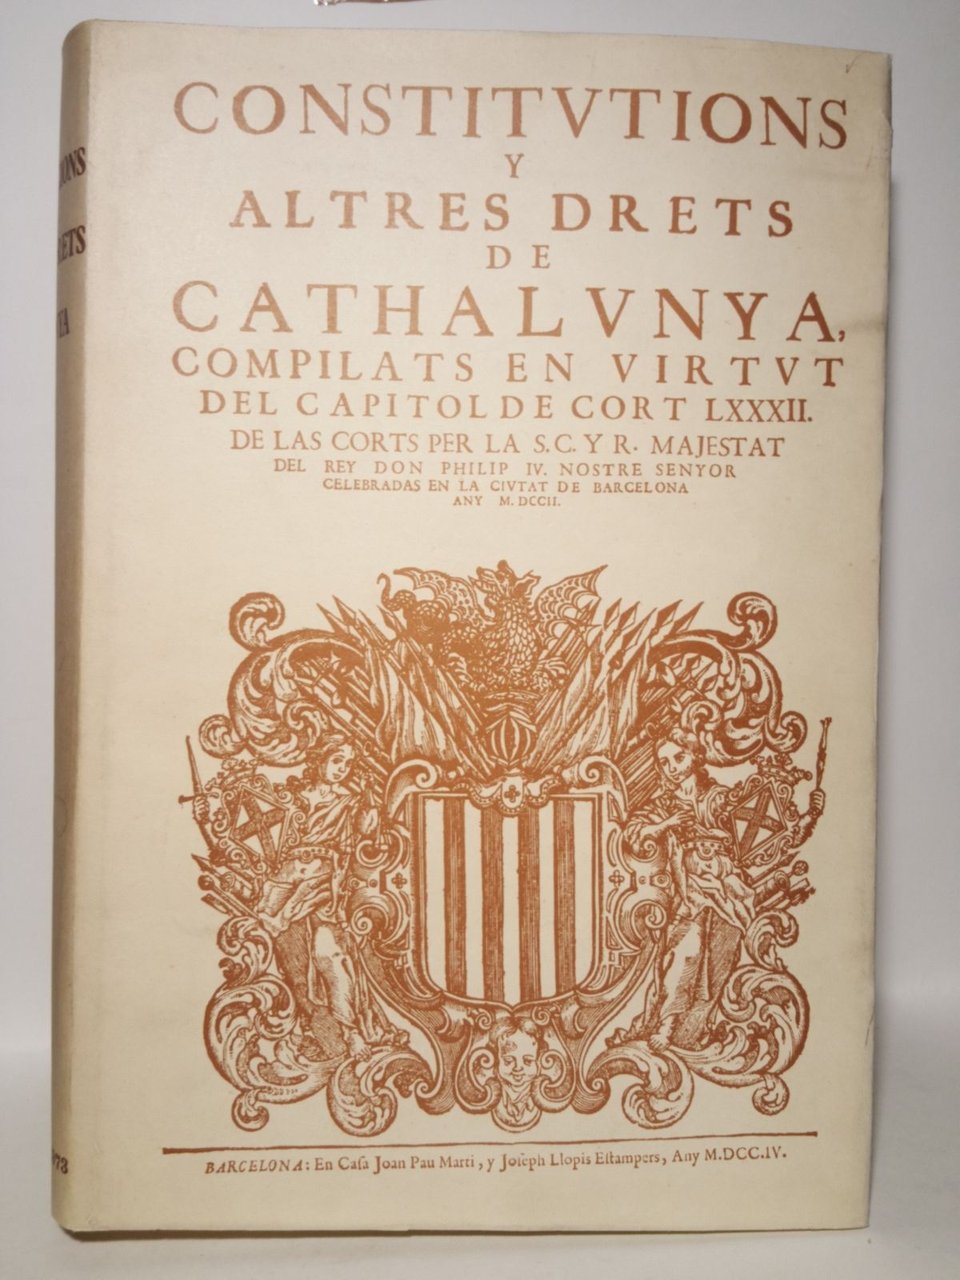 CONSTITVTIONS
Y
ALTRES DRETS
DE
CATHALVNYA,
COMPILATS EN VIRTVT
DEL CAPITOL DE CORT LXXXII.
DE LAS CORTS PER LA S.C.Y R. MAJESTAT
DEL REY DON PHILIP IV. NOSTRE SENYOR
CELEBRADAS EN LA CIVTAT DE BARCELONA
ANY M.DCCII.
BARCELONA: En Casa Joan Pau Marti, y Joseph Llopis Estampers, Any M.DCC.IV.